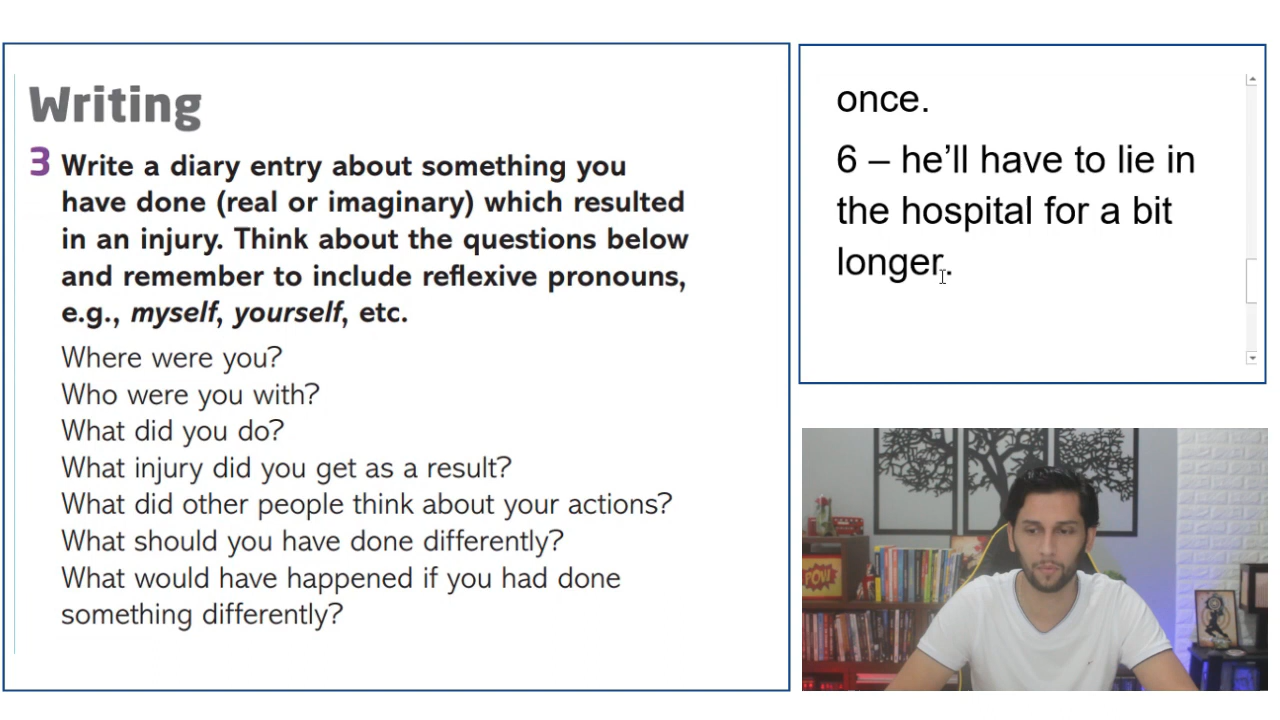 Writing
3 Write a diary entry about something you
have done (real or imaginary) which resulted
in an injury. Think about the questions below
and remember to include reflexive pronouns,
e.g., myself, yourself, etc.
Where were you?
Who were you with?
What did you do?
What injury did you get as a result?
What did other people think about your actions?
What should you have done differently?
What would have happened if you had done
something differently?
once.
6 – he’ll have to lie in
the hospital for a bit
longer.
POW!